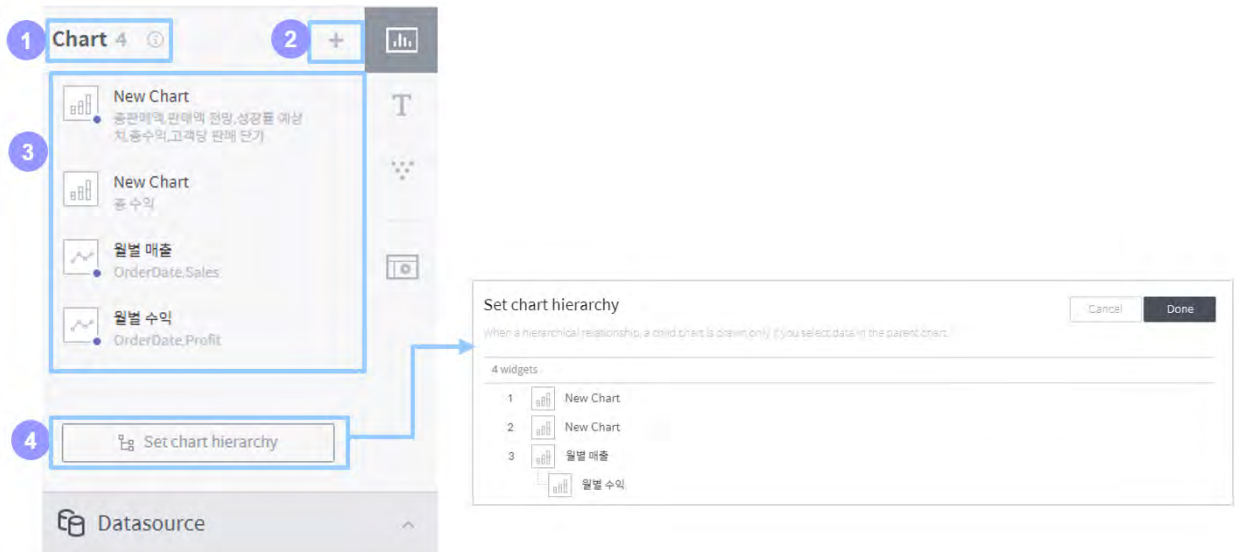 1
Chart 4
2
+
3
New Chart
총판매액,판매액 전망,성장률 예상
치,총수익,고객당 판매 단가
New Chart
총 수익
월별 매출
OrderDate,Sales
월별 수익
OrderDate,Profit
T
4
Set chart hierarchy
Datasource
Set chart hierarchy
Cancel
Done
When a hierarchical relationship, a child chart is drawn only if you select data in the parent chart.
4 widgets
1 New Chart
2 New Chart
3 월별 매출
월별 수익